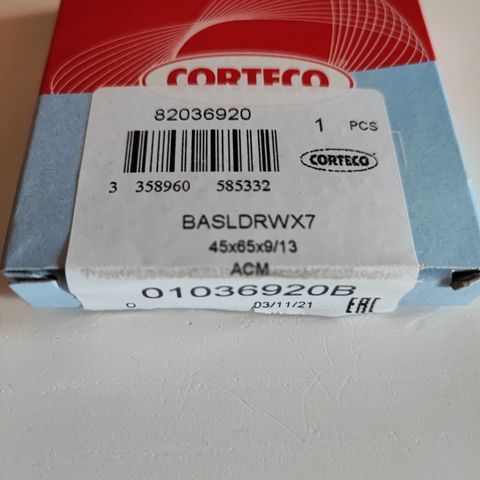 CORTECO
82036920
1 PCS
CORTECO
3 358960 585332
BASLDRWX7
45x65x9/13
ACM
01036920B
0 03/11/21 EAC